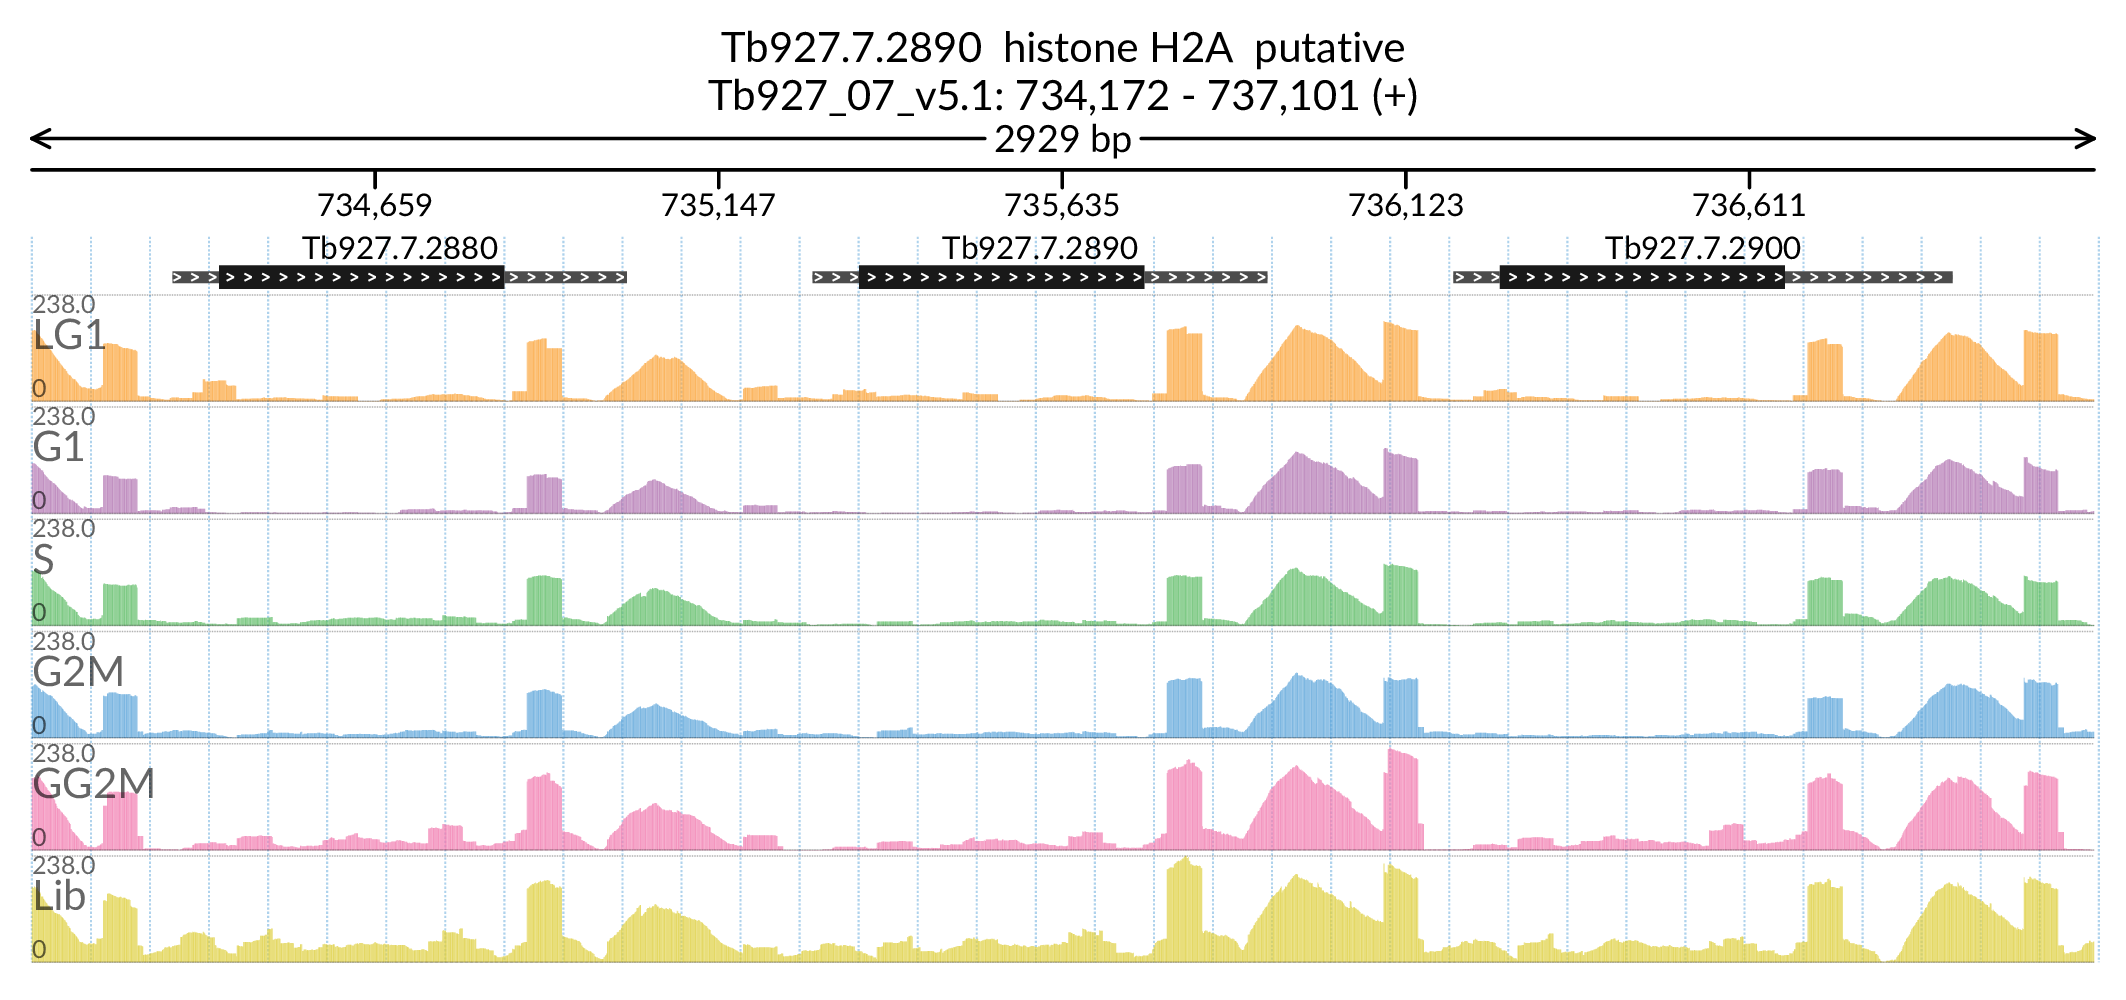 Tb927.7.2890  histone H2A  putative
Tb927_07_v5.1: 734,172 - 737,101 (+)
2929 bp
734,659 735,147 735,635 736,123 736,611
Tb927.7.2880 Tb927.7.2890 Tb927.7.2900
238.0
LG1
0
238.0
G1
0
238.0
S
0
238.0
G2M
0
238.0
GG2M
0
238.0
Lib
0